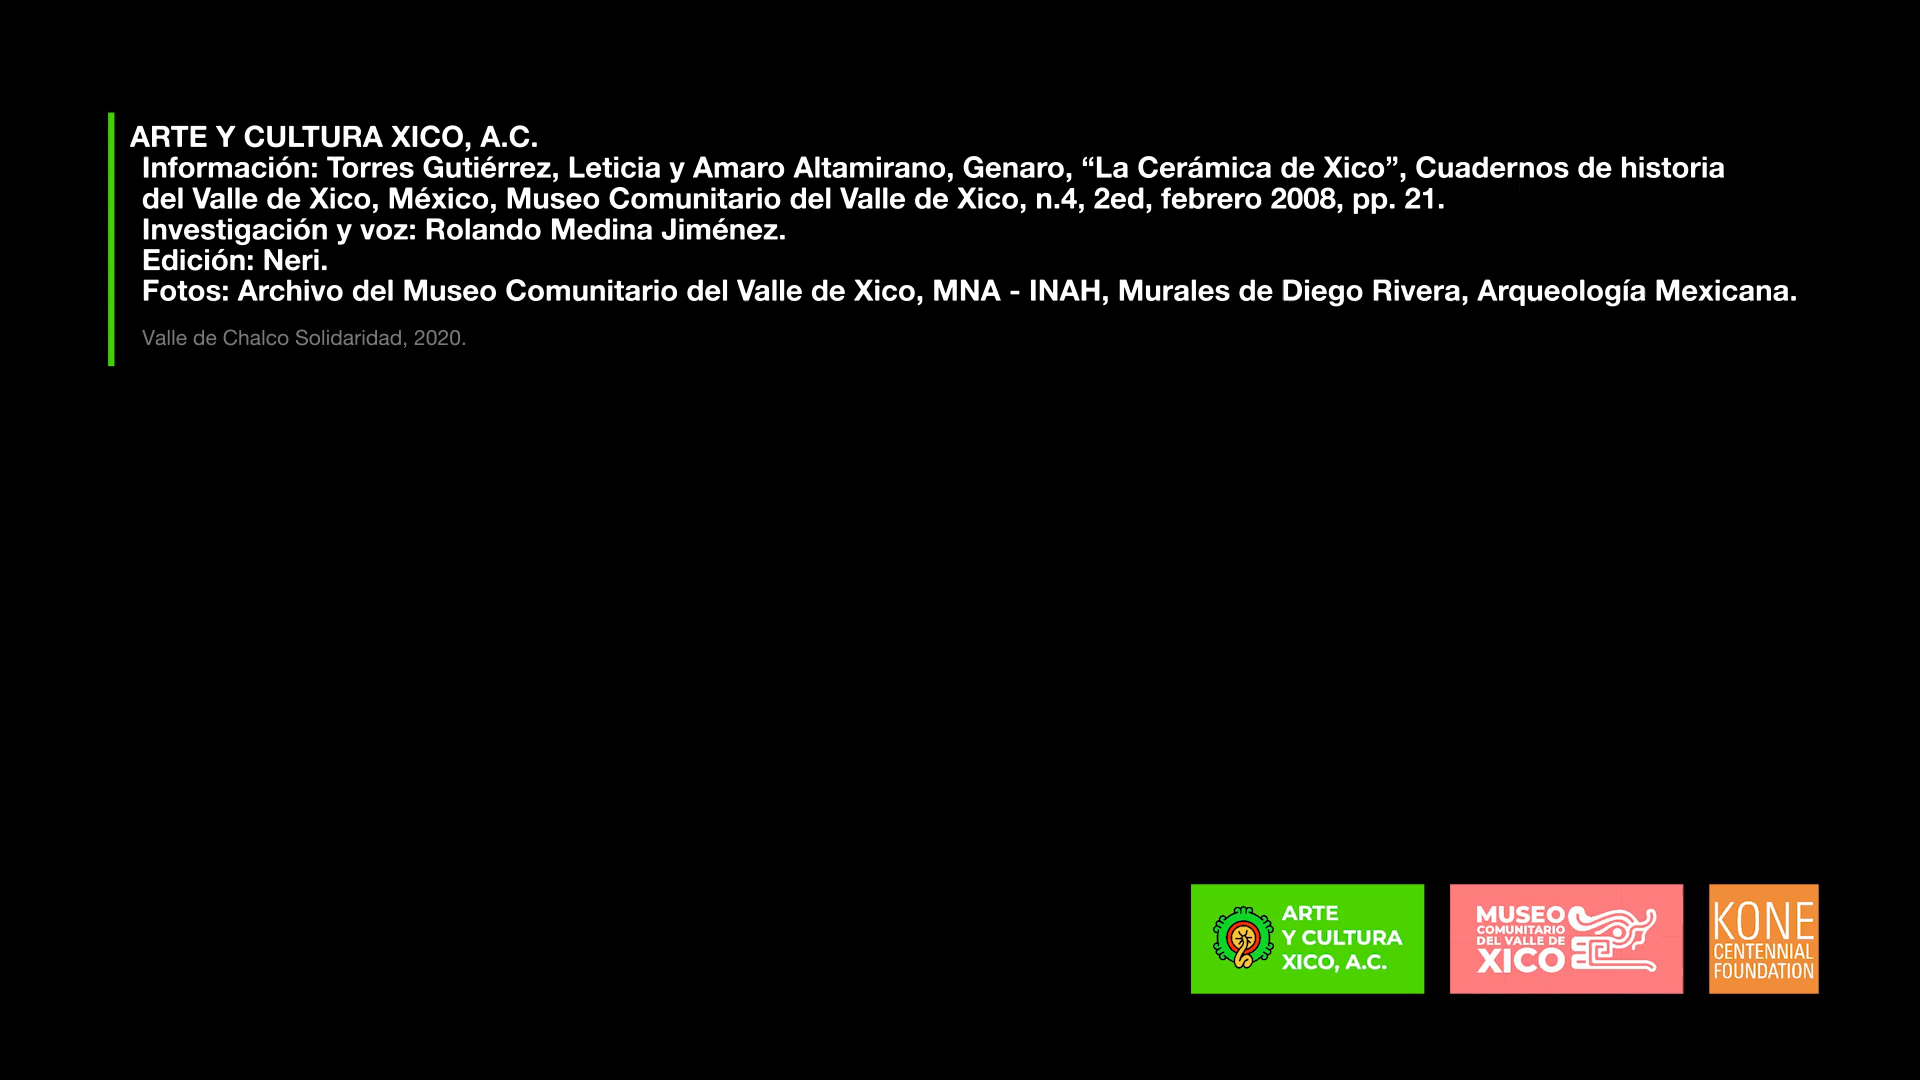 ARTE Y CULTURA XICO, A.C.
Información: Torres Gutiérrez, Leticia y Amaro Altamirano, Genaro, “La Cerámica de Xico”, Cuadernos de historia
del Valle de Xico, México, Museo Comunitario del Valle de Xico, n.4, 2ed, febrero 2008, pp. 21.
Investigación y voz: Rolando Medina Jiménez.
Edición: Neri.
Fotos: Archivo del Museo Comunitario del Valle de Xico, MNA - INAH, Murales de Diego Rivera, Arqueología Mexicana.
Valle de Chalco Solidaridad, 2020.
ARTE
Y CULTURA
XICO, A.C.
MUSEO
COMUNITARIO
DEL VALLE DE
XICO
KONE
CENTENNIAL
FOUNDATION